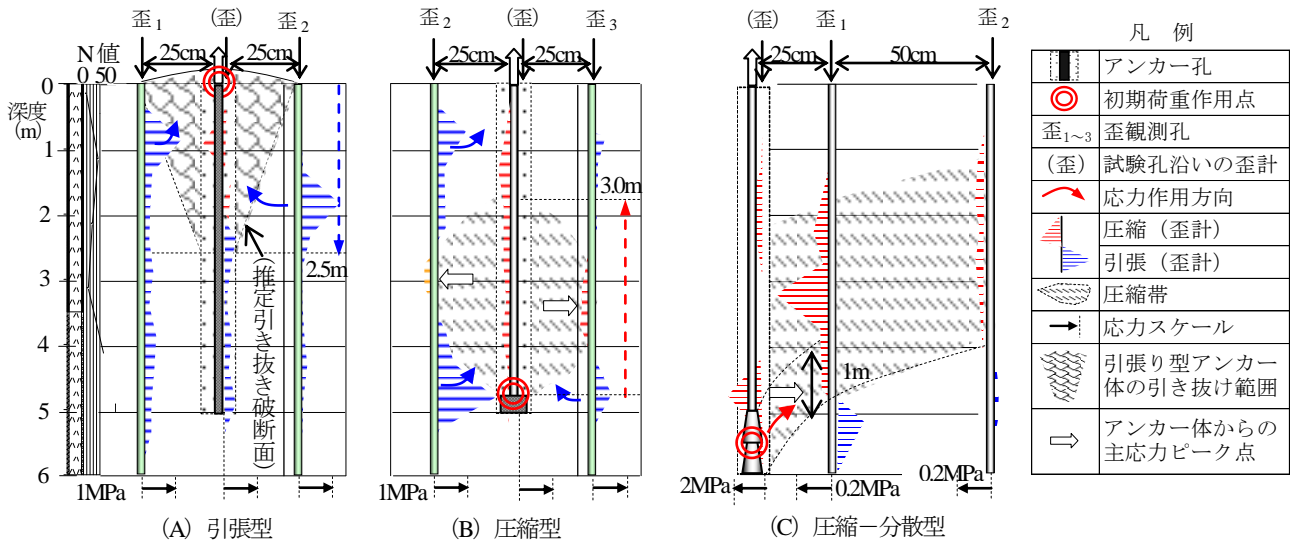 歪1 (歪) 歪2
25cm 25cm
N値
0 50
0
深度
(m)
1
2
3
4
5
6
2.5m
(推定引き抜き破断面)
1MPa
(A) 引張型
歪2 (歪) 歪3
25cm 25cm
3.0m
1MPa
(B) 圧縮型
(歪) 歪1 歪2
25cm 50cm
1m
2MPa 0.2MPa 0.2MPa
(C) 圧縮－分散型
凡 例
アンカー孔
初期荷重作用点
歪1～3 歪観測孔
(歪) 試験孔沿いの歪計
応力作用方向
圧縮（歪計）
引張（歪計）
圧縮帯
応力スケール
引張り型アンカー
体の引き抜け範囲
アンカー体からの
主応力ピーク点